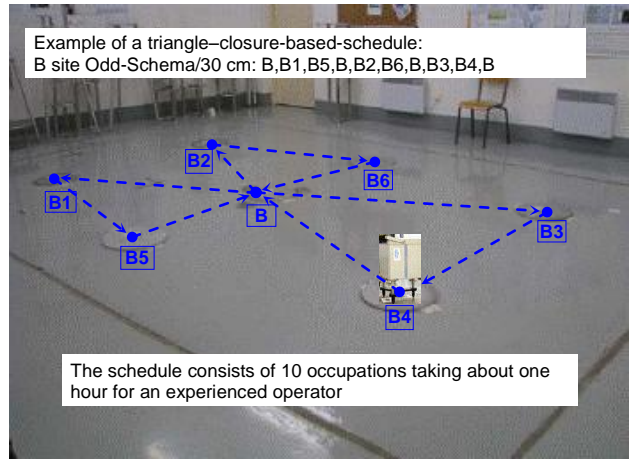 Example of a triangle–closure-based-schedule:
B site Odd-Schema/30 cm: B,B1,B5,B,B2,B6,B,B3,B4,B
B2
B6
B1
B
B3
B5
B4
The schedule consists of 10 occupations taking about one
hour for an experienced operator